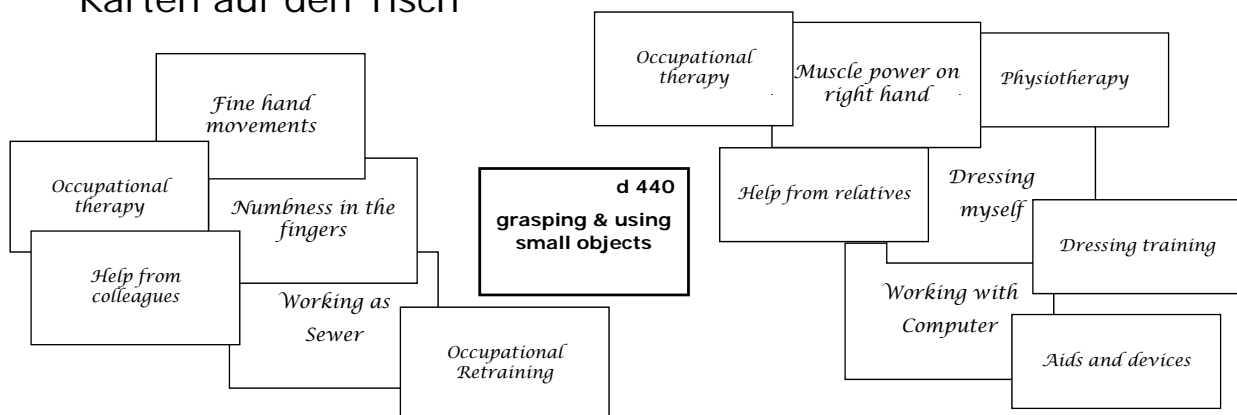 Karten auf den Tisch
Fine hand
movements
Occupational
therapy
Numbness in the
fingers
Help from
colleagues
Working as
Sewer
Occupational
Retraining
d 440
grasping & using
small objects
Occupational
therapy
Muscle power on
right hand
Physiotherapy
Help from relatives
Dressing
myself
Dressing training
Working with
Computer
Aids and devices